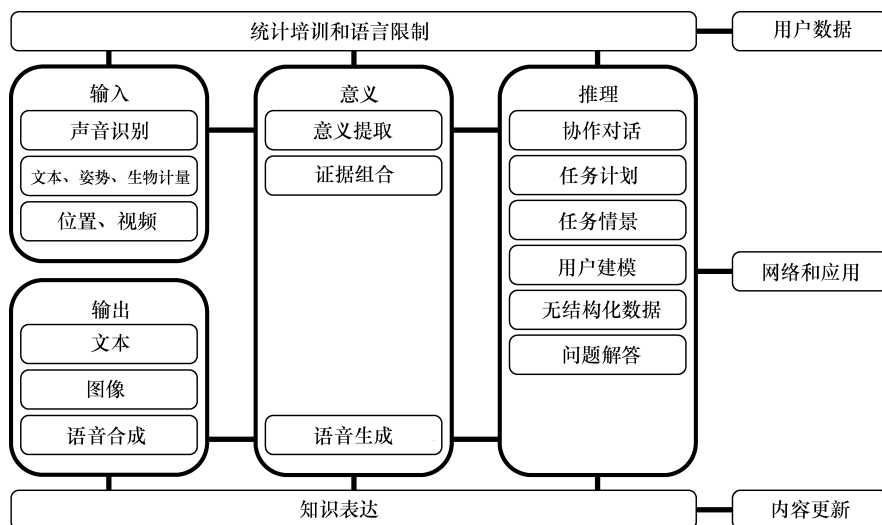 统计培训和语言限制
用户数据
输入
声音识别
文本、姿势、生物计量
位置、视频
意义
意义提取
证据组合
推理
协作对话
任务计划
任务情景
用户建模
无结构化数据
问题解答
网络和应用
输出
文本
图像
语音合成
语音生成
知识表达
内容更新